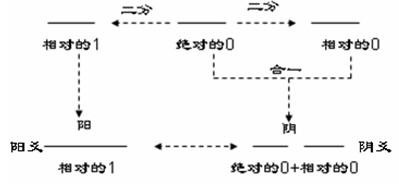 二分 二分
相对的1 绝对的0 相对的0
合一
阳 阴
阳爻 阴爻
相对的1 绝对的0+相对的0